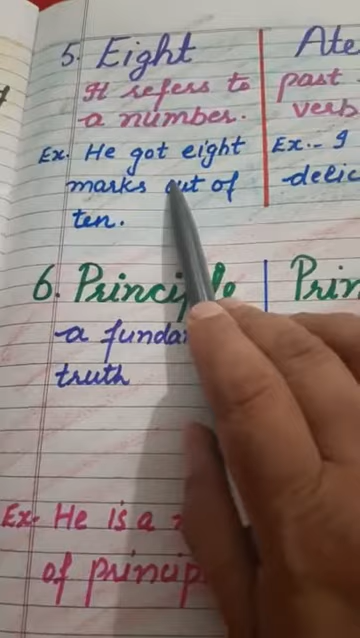 5. Eight
It refers to
a number.
Ex. He got eight
marks out of
ten.
Ate
past
verb
Ex.- I
delic
6. Principle
a funda
truth
Prin
Ex- He is a
of princip